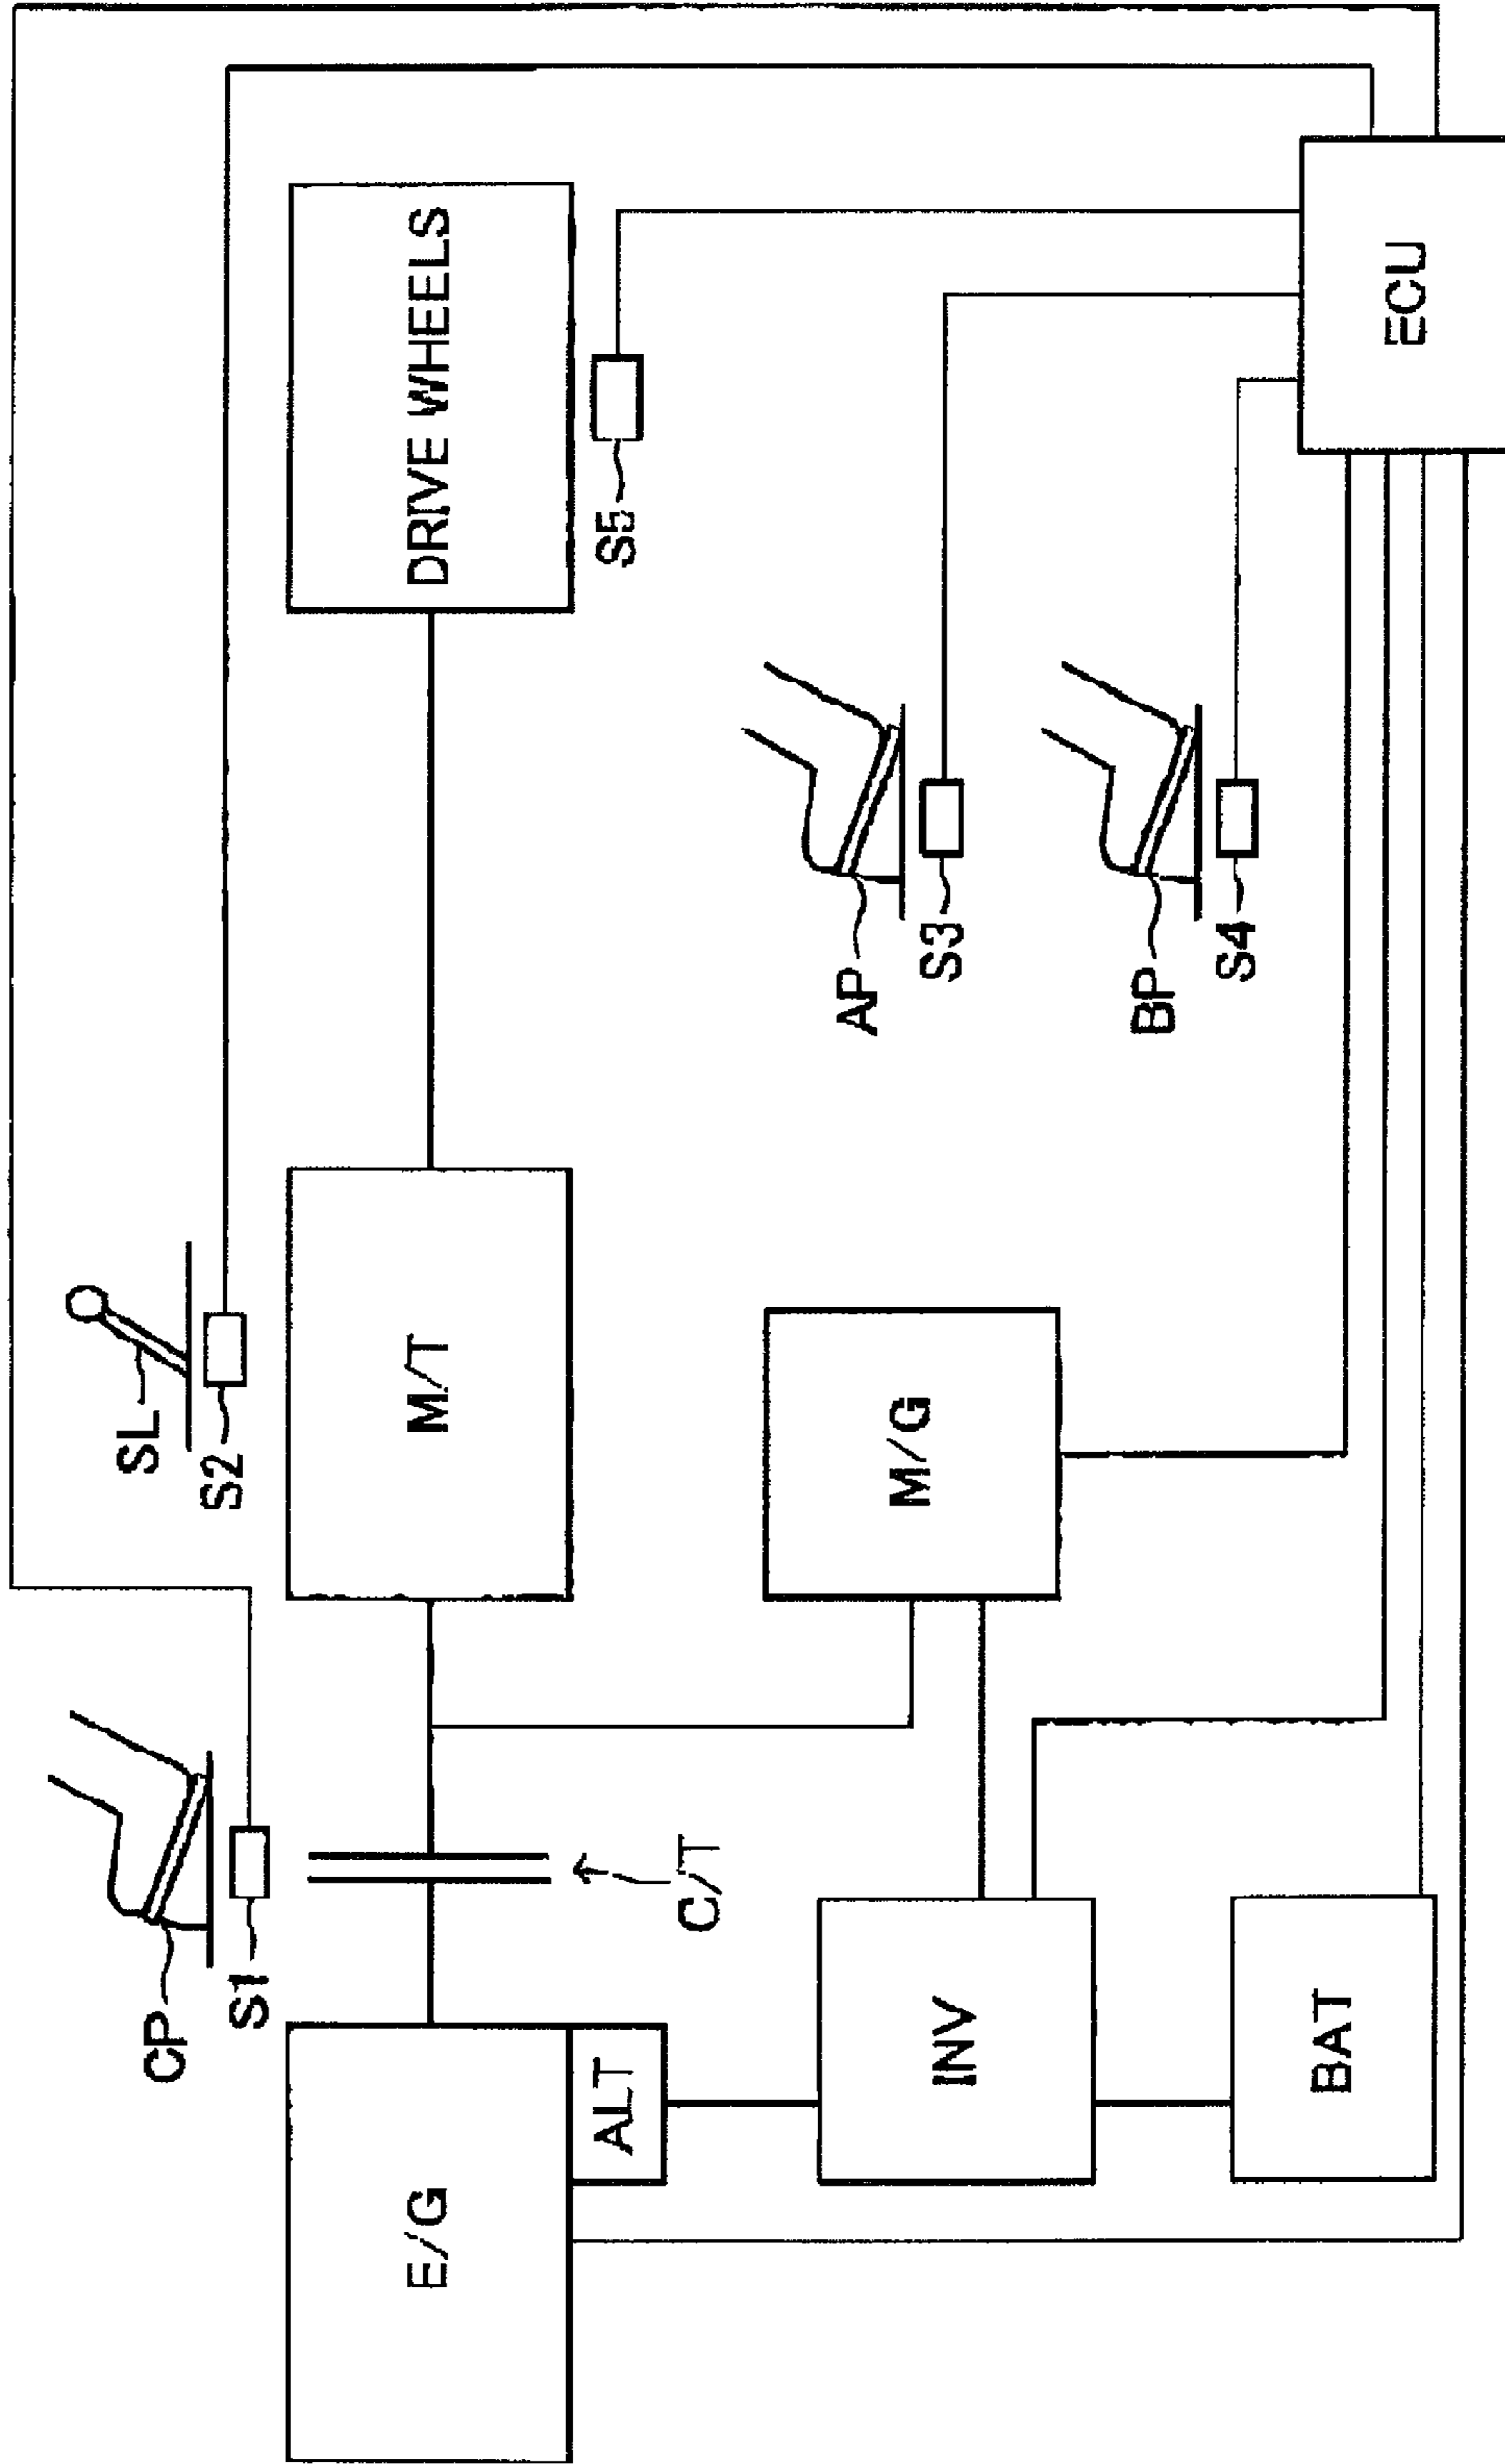 CP
S1
SL
S2
E/G
ALT
C/T
M/T
DRIVE WHEELS
S5
INV
M/G
AP
S3
BP
S4
BAT
ECU